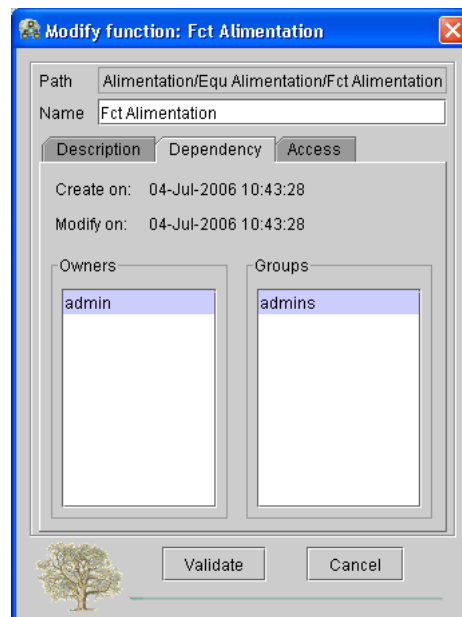 Modify function: Fct Alimentation
Path Alimentation/Equ Alimentation/Fct Alimentation
Name Fct Alimentation
Description Dependency Access
Create on: 04-Jul-2006 10:43:28
Modify on: 04-Jul-2006 10:43:28
Owners Groups
admin admins
Validate Cancel